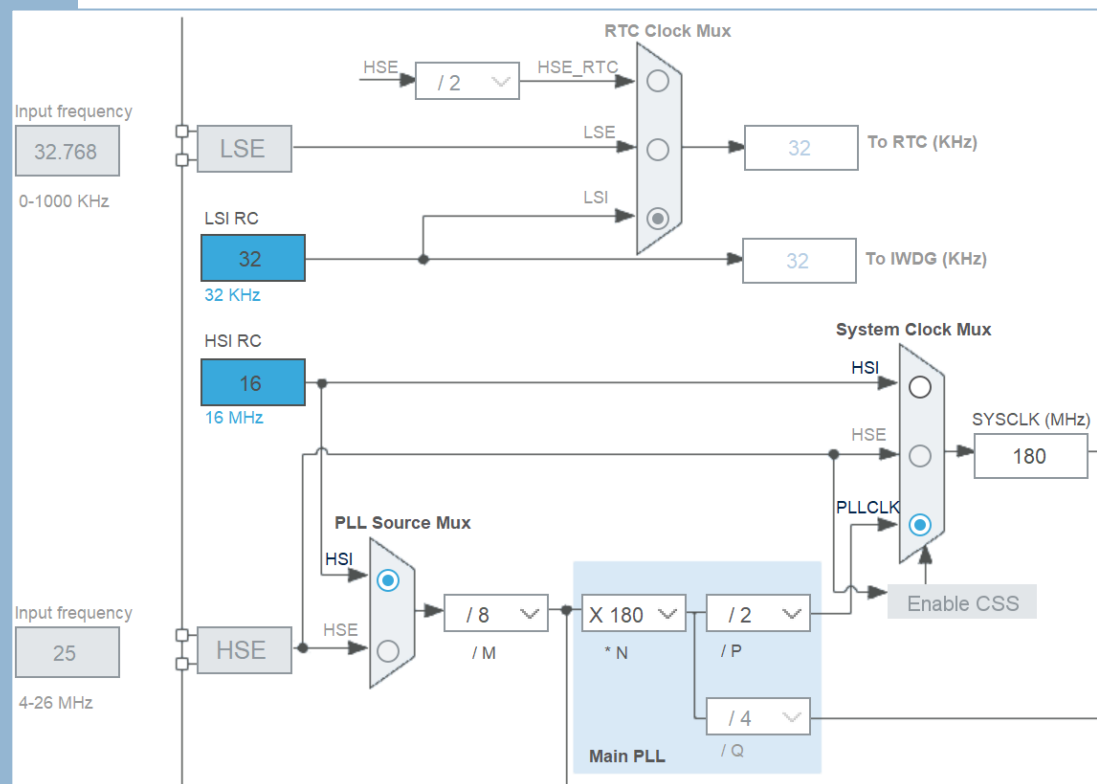 RTC Clock Mux
HSE
/ 2
HSE_RTC
Input frequency
32.768
0-1000 KHz
LSE
LSE
32
To RTC (KHz)
LSI
LSI RC
32
32 KHz
32
To IWDG (KHz)
HSI RC
16
16 MHz
System Clock Mux
HSI
HSE
PLLCLK
SYSCLK (MHz)
180
Enable CSS
PLL Source Mux
HSI
HSE
Input frequency
25
4-26 MHz
HSE
/ 8
/ M
X 180
* N
/ 2
/ P
/ 4
/ Q
Main PLL